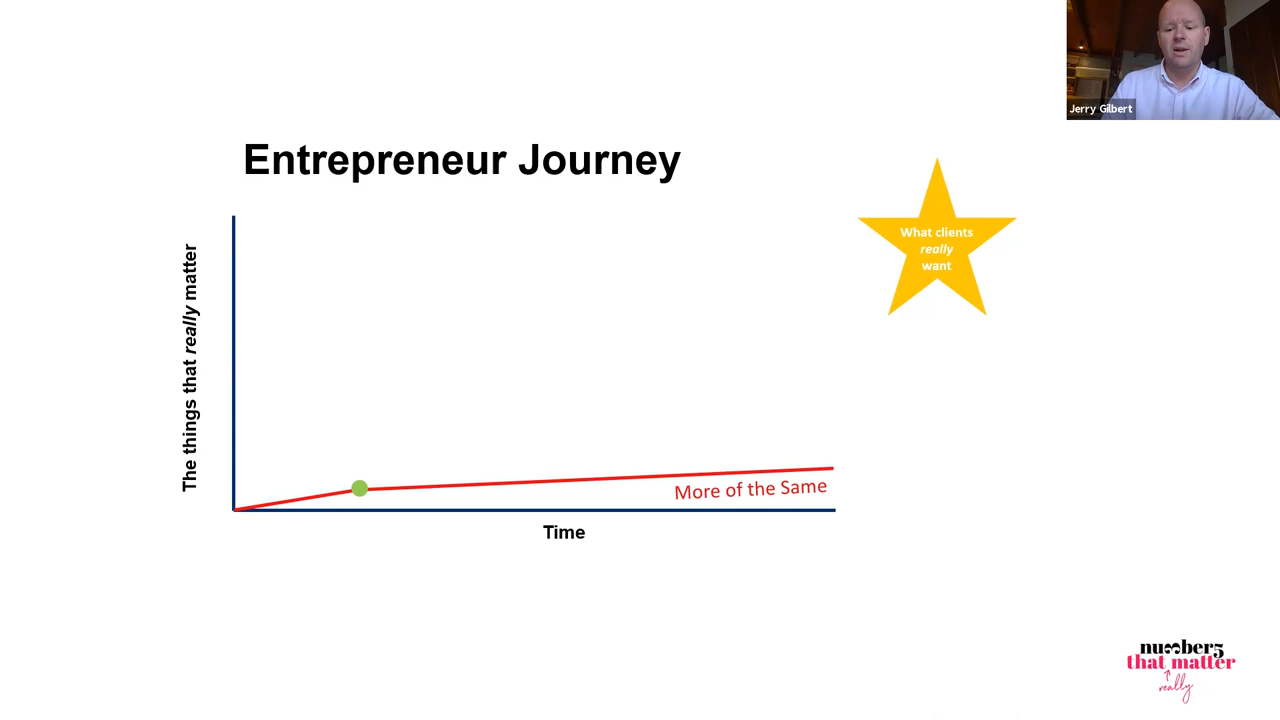 Jerry Gilbert
Entrepreneur Journey
What clients
really
want
The things that really matter
More of the Same
Time
numbers
that matter
really